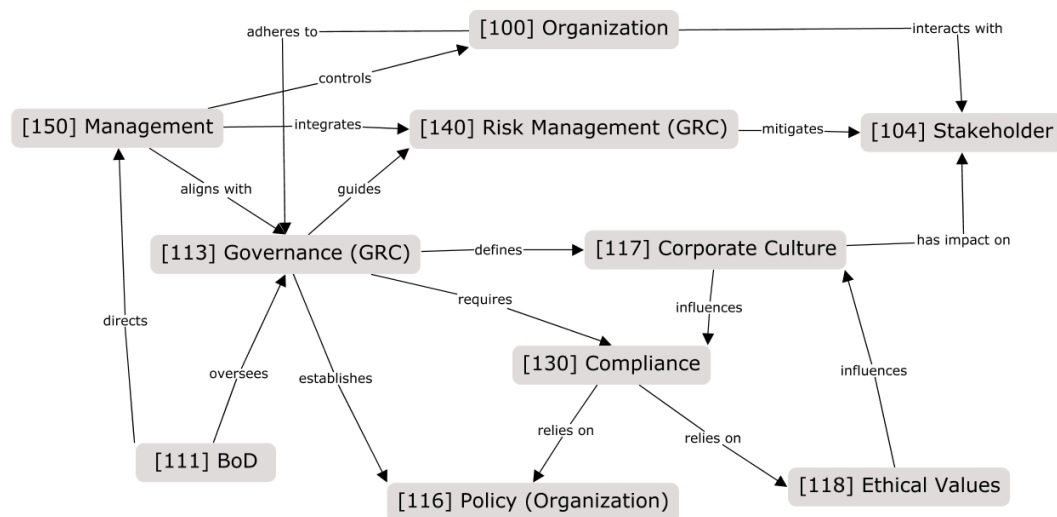 adheres to
[100] Organization
interacts with
controls
[150] Management
integrates
[140] Risk Management (GRC)
mitigates
[104] Stakeholder
aligns with
guides
[113] Governance (GRC)
defines
[117] Corporate Culture
has impact on
requires
influences
directs
[130] Compliance
oversees
establishes
influences
relies on
relies on
[111] BoD
[116] Policy (Organization)
[118] Ethical Values